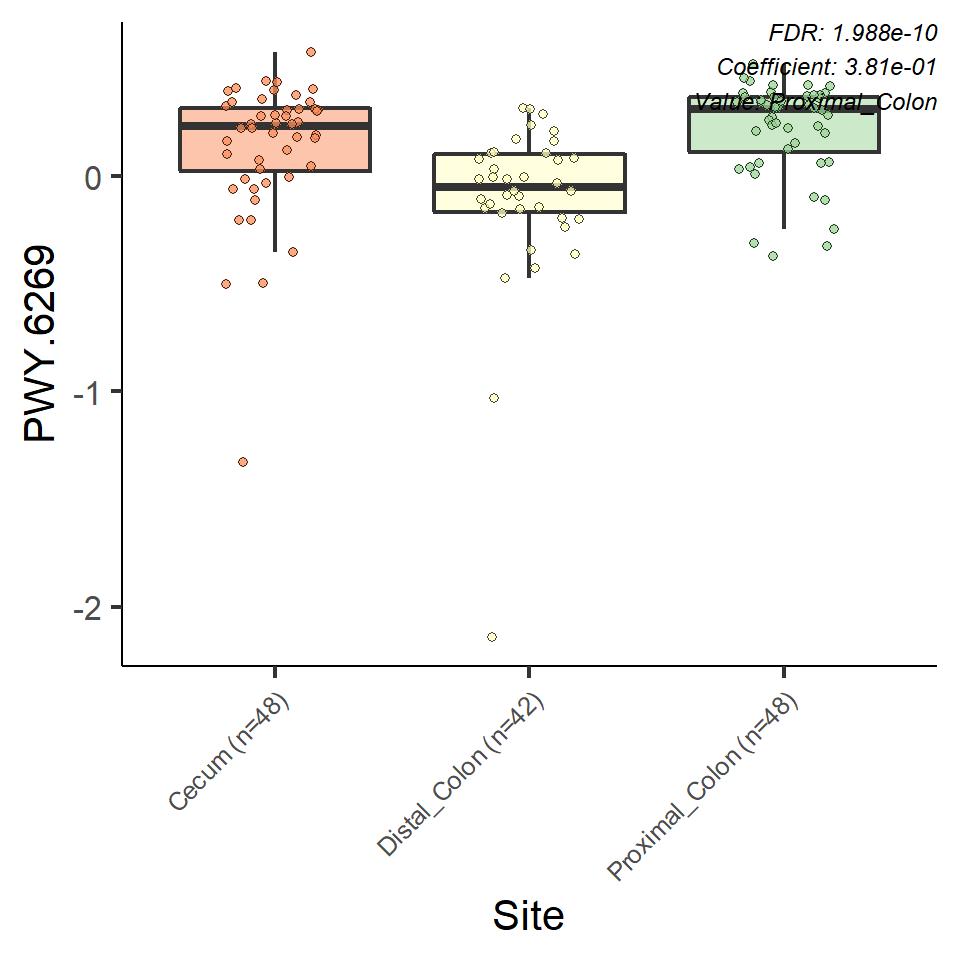 FDR: 1.988e-10
Coefficient: 3.81e-01
Value: Proximal_Colon
PWY.6269
0
-1
-2
Cecum (n=48)
Distal_Colon (n=42)
Proximal_Colon (n=48)
Site